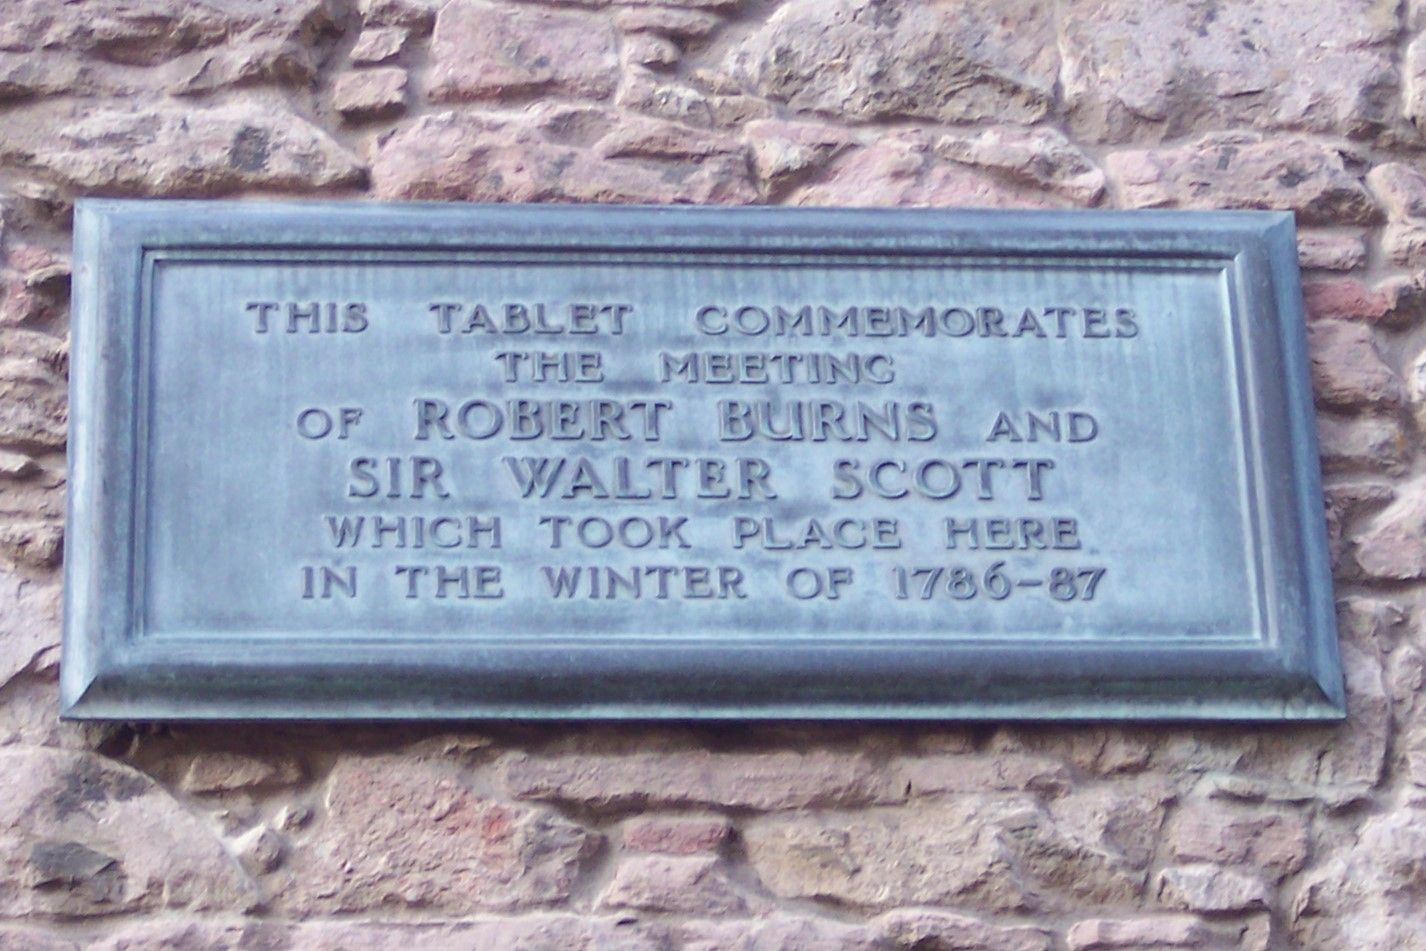 THIS TABLET COMMEMORATES
THE MEETING
OF ROBERT BURNS AND
SIR WALTER SCOTT
WHICH TOOK PLACE HERE
IN THE WINTER OF 1786-87